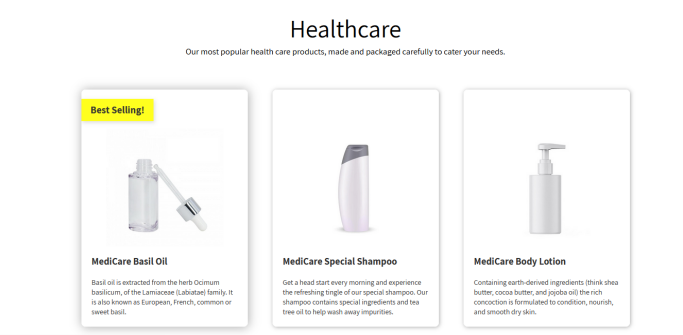 Healthcare
Our most popular health care products, made and packaged carefully to cater your needs.
Best Selling!
MediCare Basil Oil
Basil oil is extracted from the herb Ocimum
basilicum, of the Lamiaceae (Labiatae) family. It
is also known as European, French, common or
sweet basil.
MediCare Special Shampoo
Get a head start every morning and experience
the refreshing tingle of our special shampoo. Our
shampoo contains special ingredients and tea
tree oil to help wash away impurities.
MediCare Body Lotion
Containing earth-derived ingredients (think shea
butter, cocoa butter, and jojoba oil) the rich
concoction is formulated to condition, nourish,
and smooth dry skin.